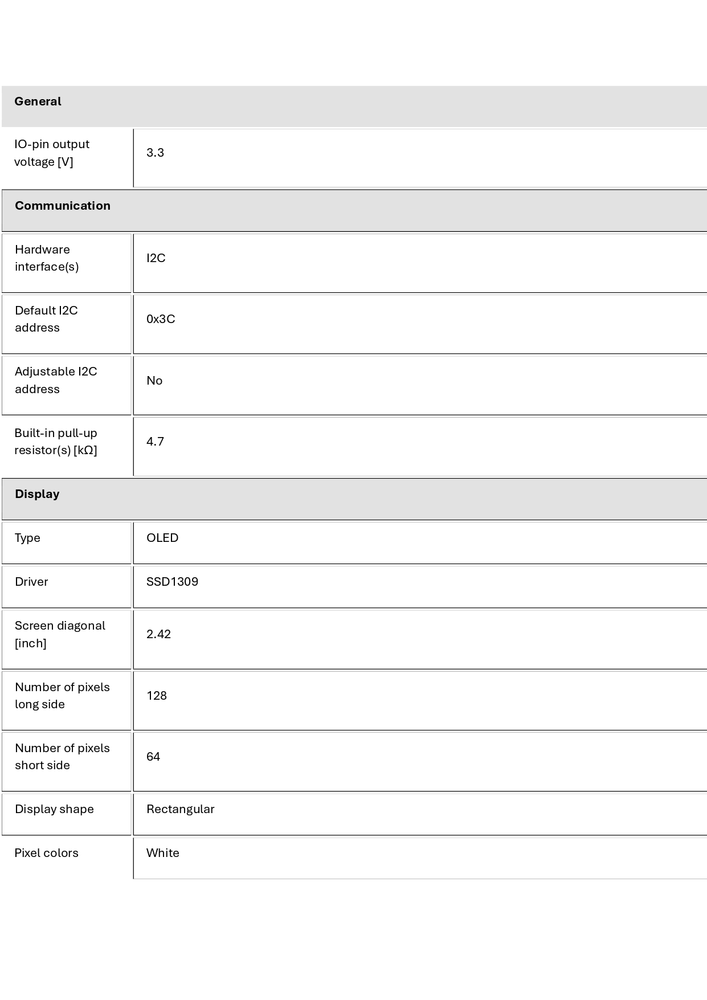 General
IO-pin output
voltage [V]
3.3
Communication
Hardware
interface(s)
I2C
Default I2C
address
0x3C
Adjustable I2C
address
No
Built-in pull-up
resistor(s) [kΩ]
4.7
Display
Type
OLED
Driver
SSD1309
Screen diagonal
[inch]
2.42
Number of pixels
long side
128
Number of pixels
short side
64
Display shape
Rectangular
Pixel colors
White